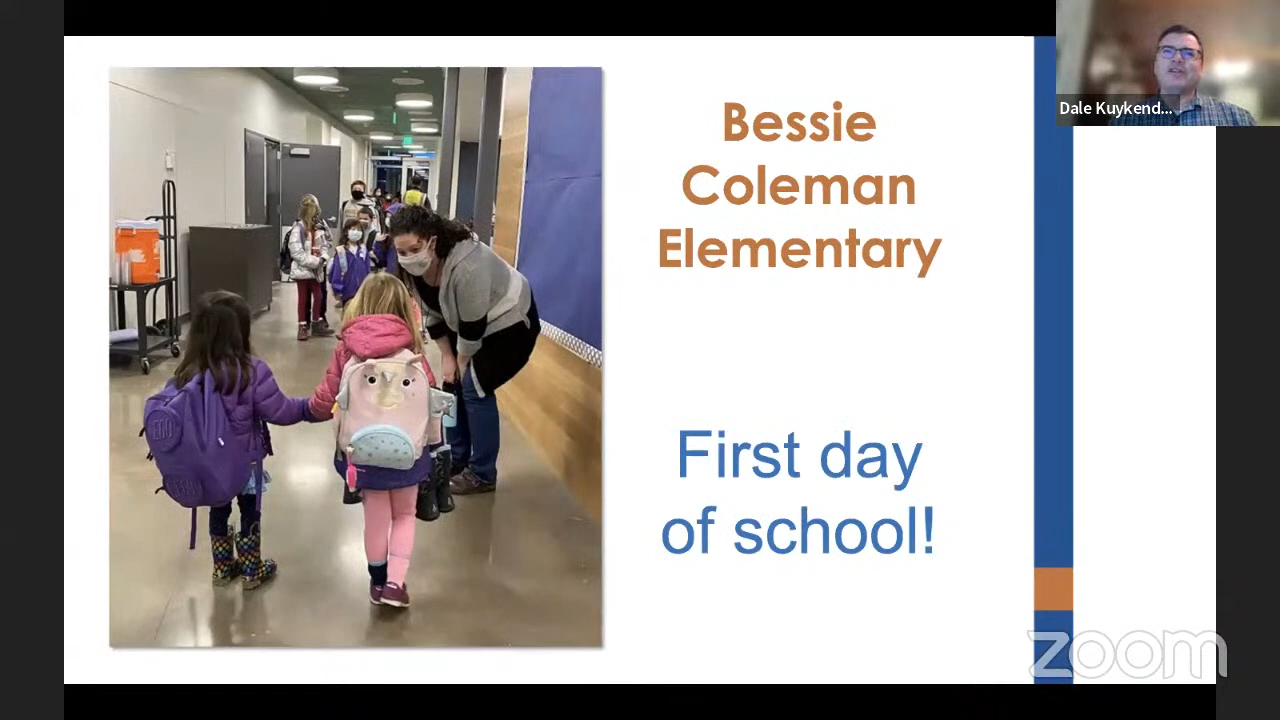 Bessie
Coleman
Elementary
First day
of school!
Dale Kuykend...
zoom